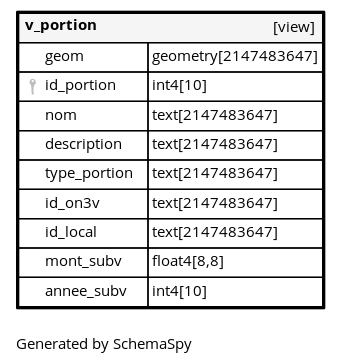 v_portion [view]
geom geometry[2147483647]
id_portion int4[10]
nom text[2147483647]
description text[2147483647]
type_portion text[2147483647]
id_on3v text[2147483647]
id_local text[2147483647]
mont_subv float4[8,8]
annee_subv int4[10]
Generated by SchemaSpy